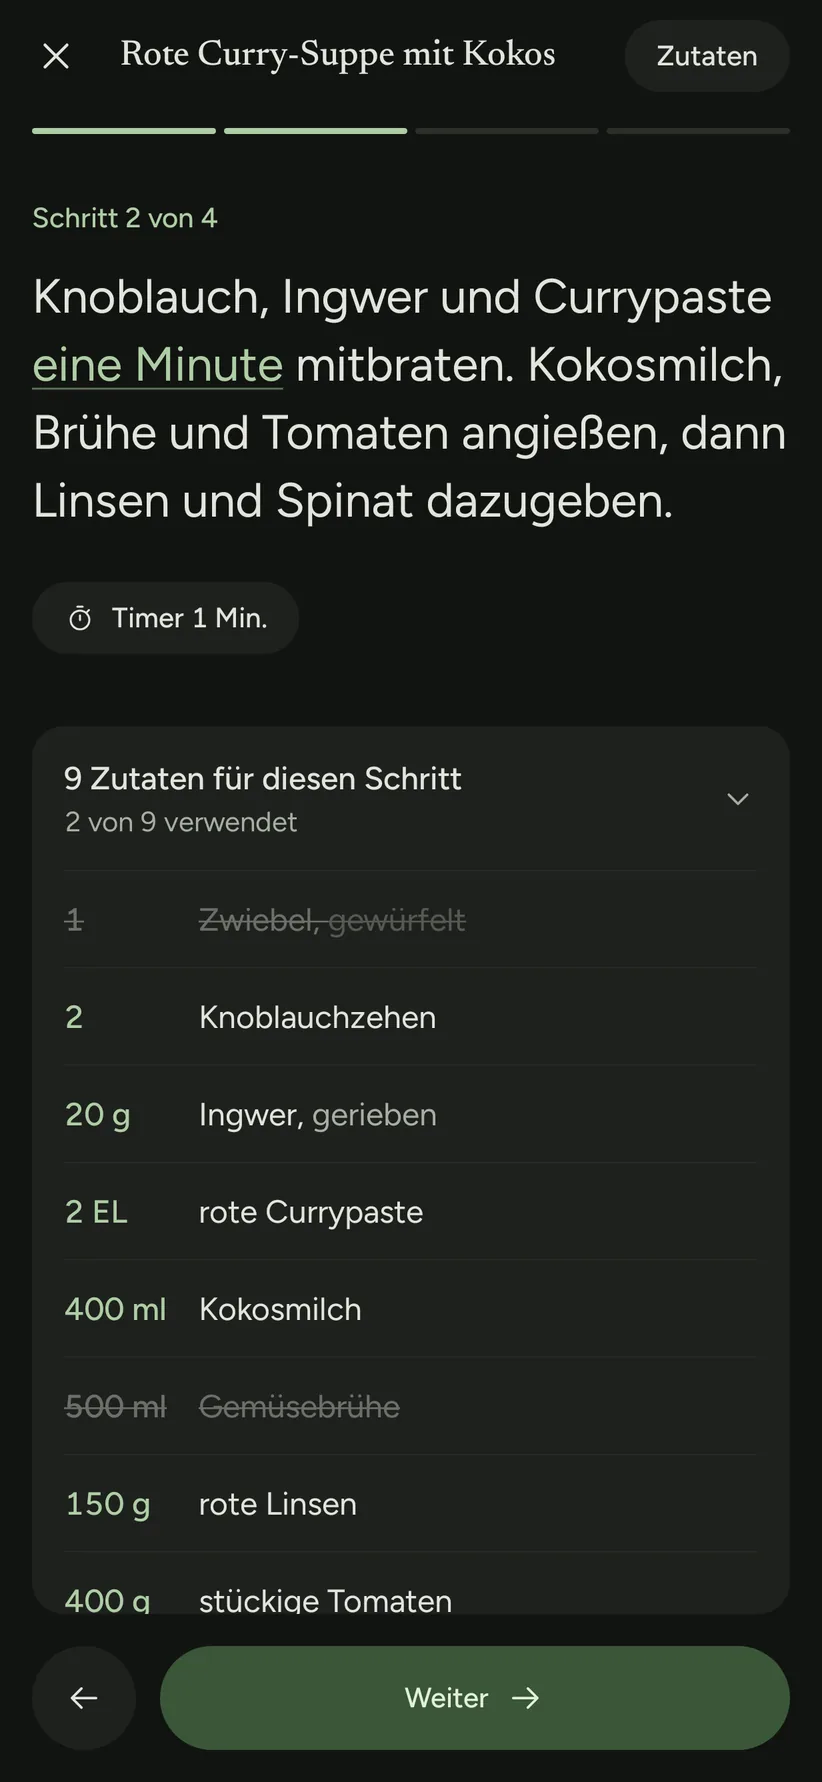 Rote Curry-Suppe mit Kokos
Zutaten
Schritt 2 von 4
Knoblauch, Ingwer und Currypaste
eine Minute mitbraten. Kokosmilch,
Brühe und Tomaten angießen, dann
Linsen und Spinat dazugeben.
Timer 1 Min.
9 Zutaten für diesen Schritt
2 von 9 verwendet
1 Zwiebel, gewürfelt
2 Knoblauchzehen
20 g Ingwer, gerieben
2 EL rote Currypaste
400 ml Kokosmilch
500 ml Gemüsebrühe
150 g rote Linsen
400 g stückige Tomaten
Weiter